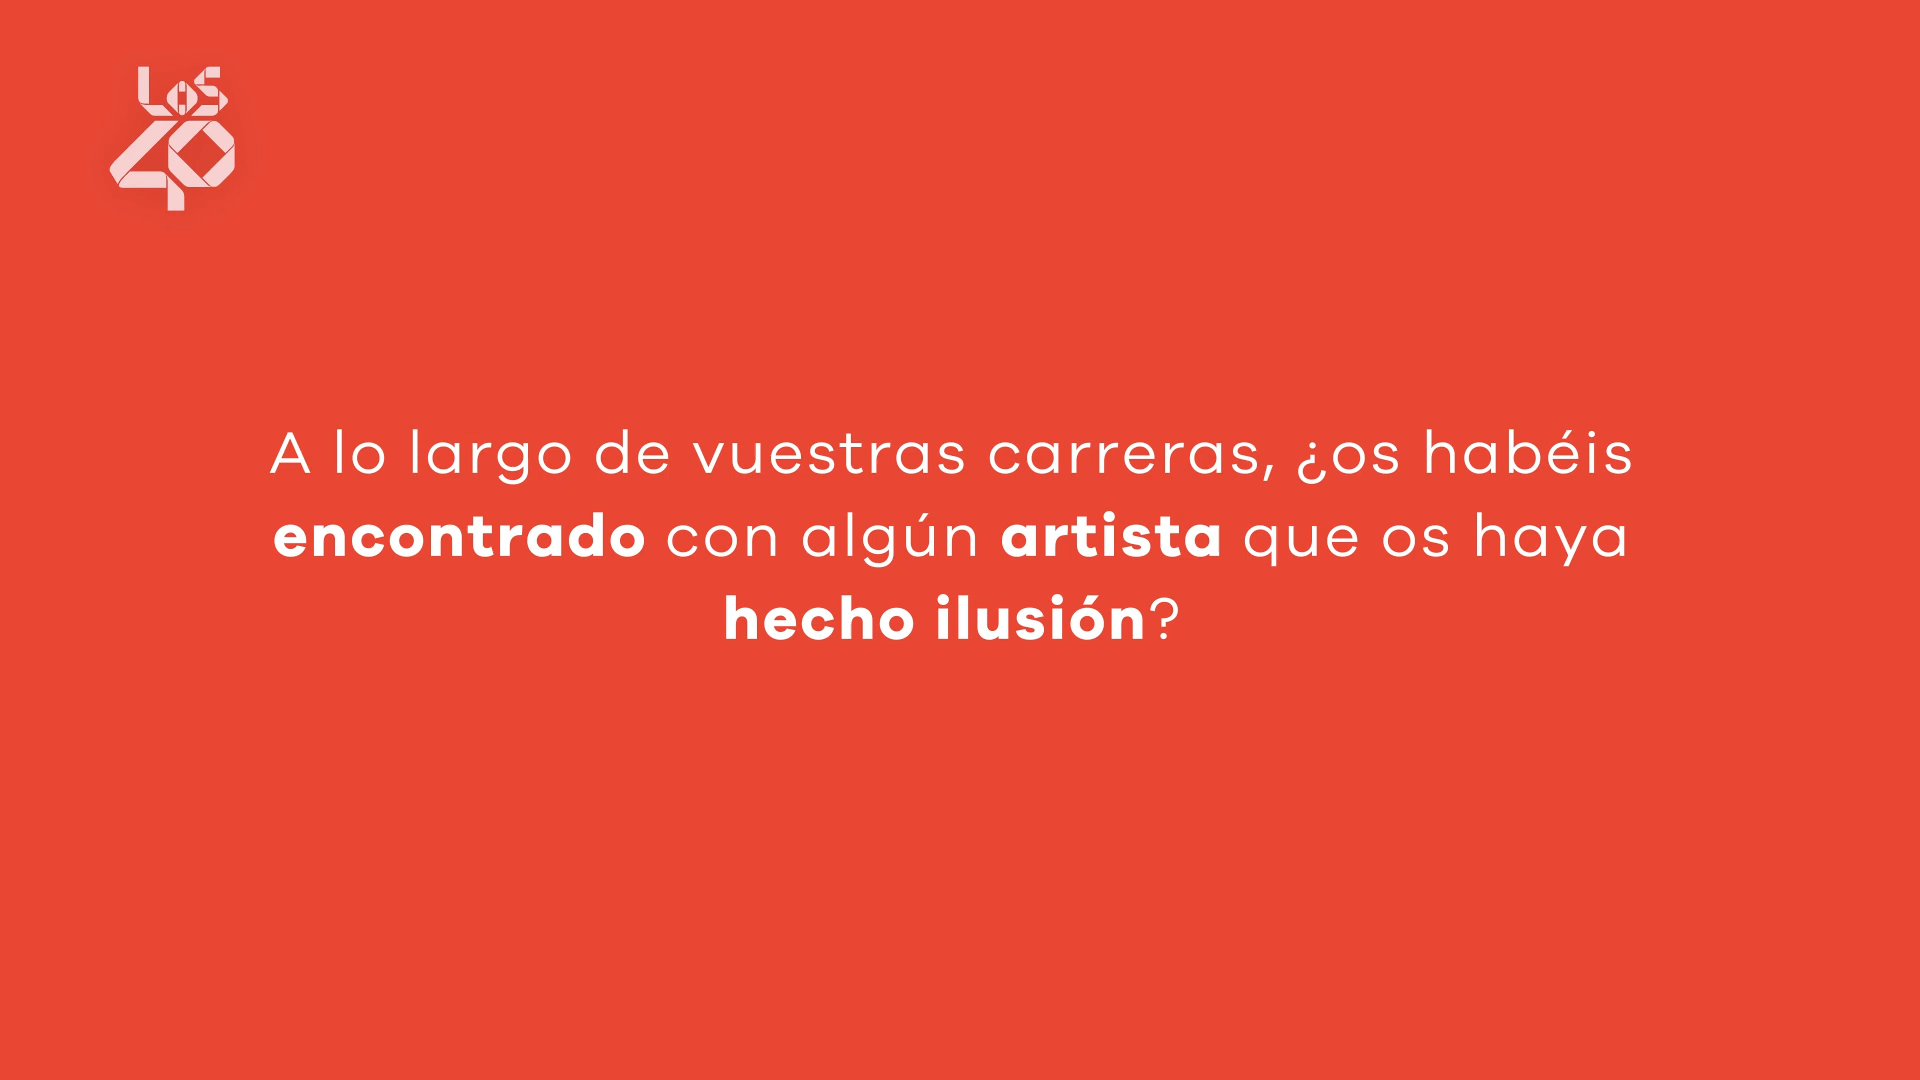 LOS
40
A lo largo de vuestras carreras, ¿os habéis
encontrado con algún artista que os haya
hecho ilusión?